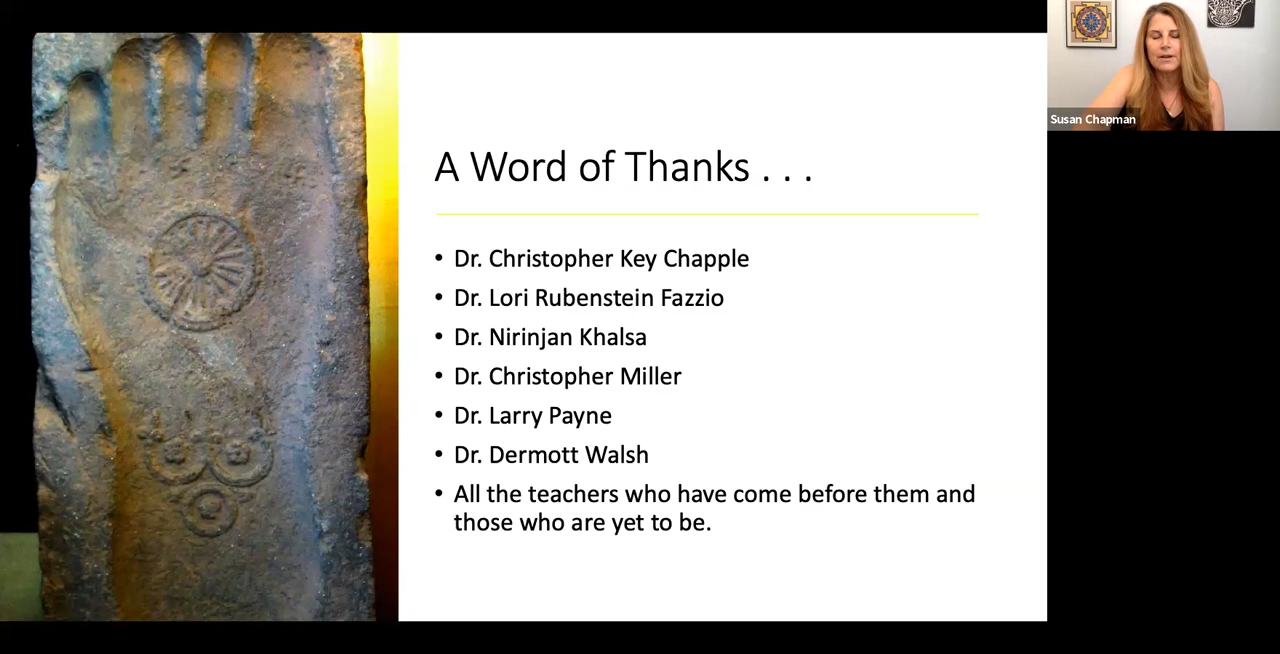 Susan Chapman
A Word of Thanks . . .
• Dr. Christopher Key Chapple
• Dr. Lori Rubenstein Fazzio
• Dr. Nirinjan Khalsa
• Dr. Christopher Miller
• Dr. Larry Payne
• Dr. Dermott Walsh
• All the teachers who have come before them and
those who are yet to be.